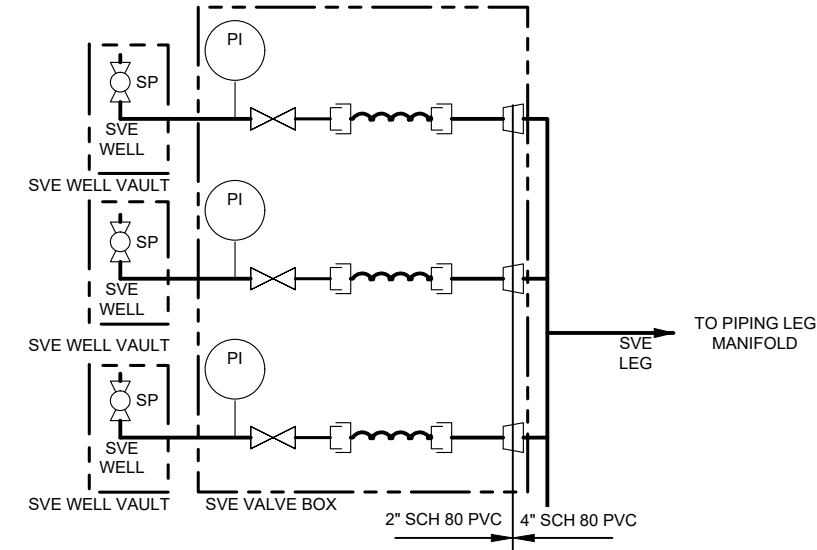 PI
SP
SVE
WELL
SVE WELL VAULT
PI
SP
SVE
WELL
SVE WELL VAULT
PI
SP
SVE
WELL
SVE WELL VAULT
SVE VALVE BOX
SVE
LEG
TO PIPING LEG
MANIFOLD
2" SCH 80 PVC
4" SCH 80 PVC